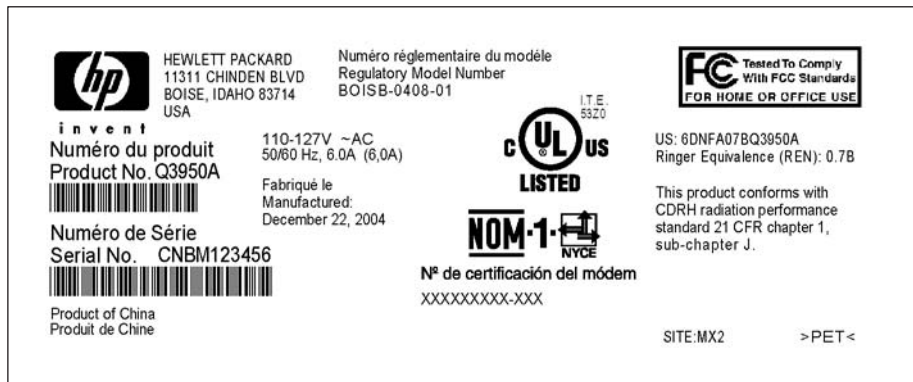 hp
invent
HEWLETT PACKARD
11311 CHINDEN BLVD
BOISE, IDAHO 83714
USA
Numéro réglementaire du modéle
Regulatory Model Number
BOISB-0408-01
Numéro du produit
Product No. Q3950A
110-127V ~AC
50/60 Hz, 6.0A (6,0A)
Fabriqué le
Manufactured:
December 22, 2004
Numéro de Série
Serial No. CNBM123456
Product of China
Produit de Chine
I.T.E.
53Z0
C UL US
LISTED
NOM·1·
NYCE
Nº de certificación del módem
XXXXXXXXX-XXX
FC Tested To Comply
With FCC Standards
FOR HOME OR OFFICE USE
US: 6DNFA07BQ3950A
Ringer Equivalence (REN): 0.7B
This product conforms with
CDRH radiation performance
standard 21 CFR chapter 1,
sub-chapter J.
SITE:MX2 >PET<